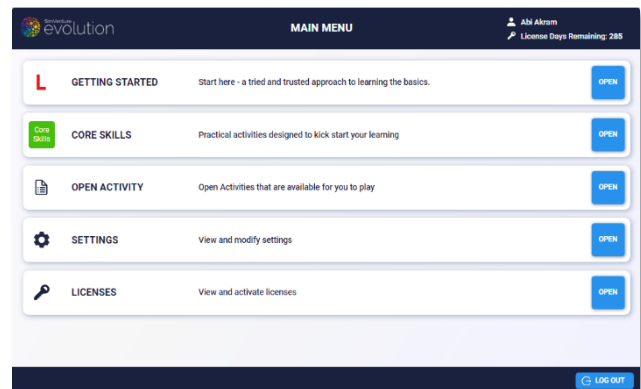 SimVenture
evolution
MAIN MENU
Abi Akram
License Days Remaining: 285
L
GETTING STARTED
Start here - a tried and trusted approach to learning the basics.
OPEN
Core
Skills
CORE SKILLS
Practical activities designed to kick start your learning
OPEN
OPEN ACTIVITY
Open Activities that are available for you to play
OPEN
SETTINGS
View and modify settings
OPEN
LICENSES
View and activate licenses
OPEN
LOG OUT